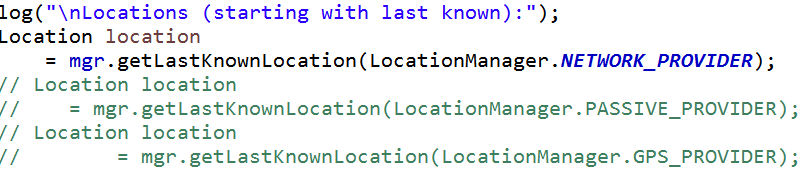 log("\nLocations (starting with last known):");
Location location
    = mgr.getLastKnownLocation(LocationManager.NETWORK_PROVIDER);
// Location location
//    = mgr.getLastKnownLocation(LocationManager.PASSIVE_PROVIDER);
// Location location
//        = mgr.getLastKnownLocation(LocationManager.GPS_PROVIDER);